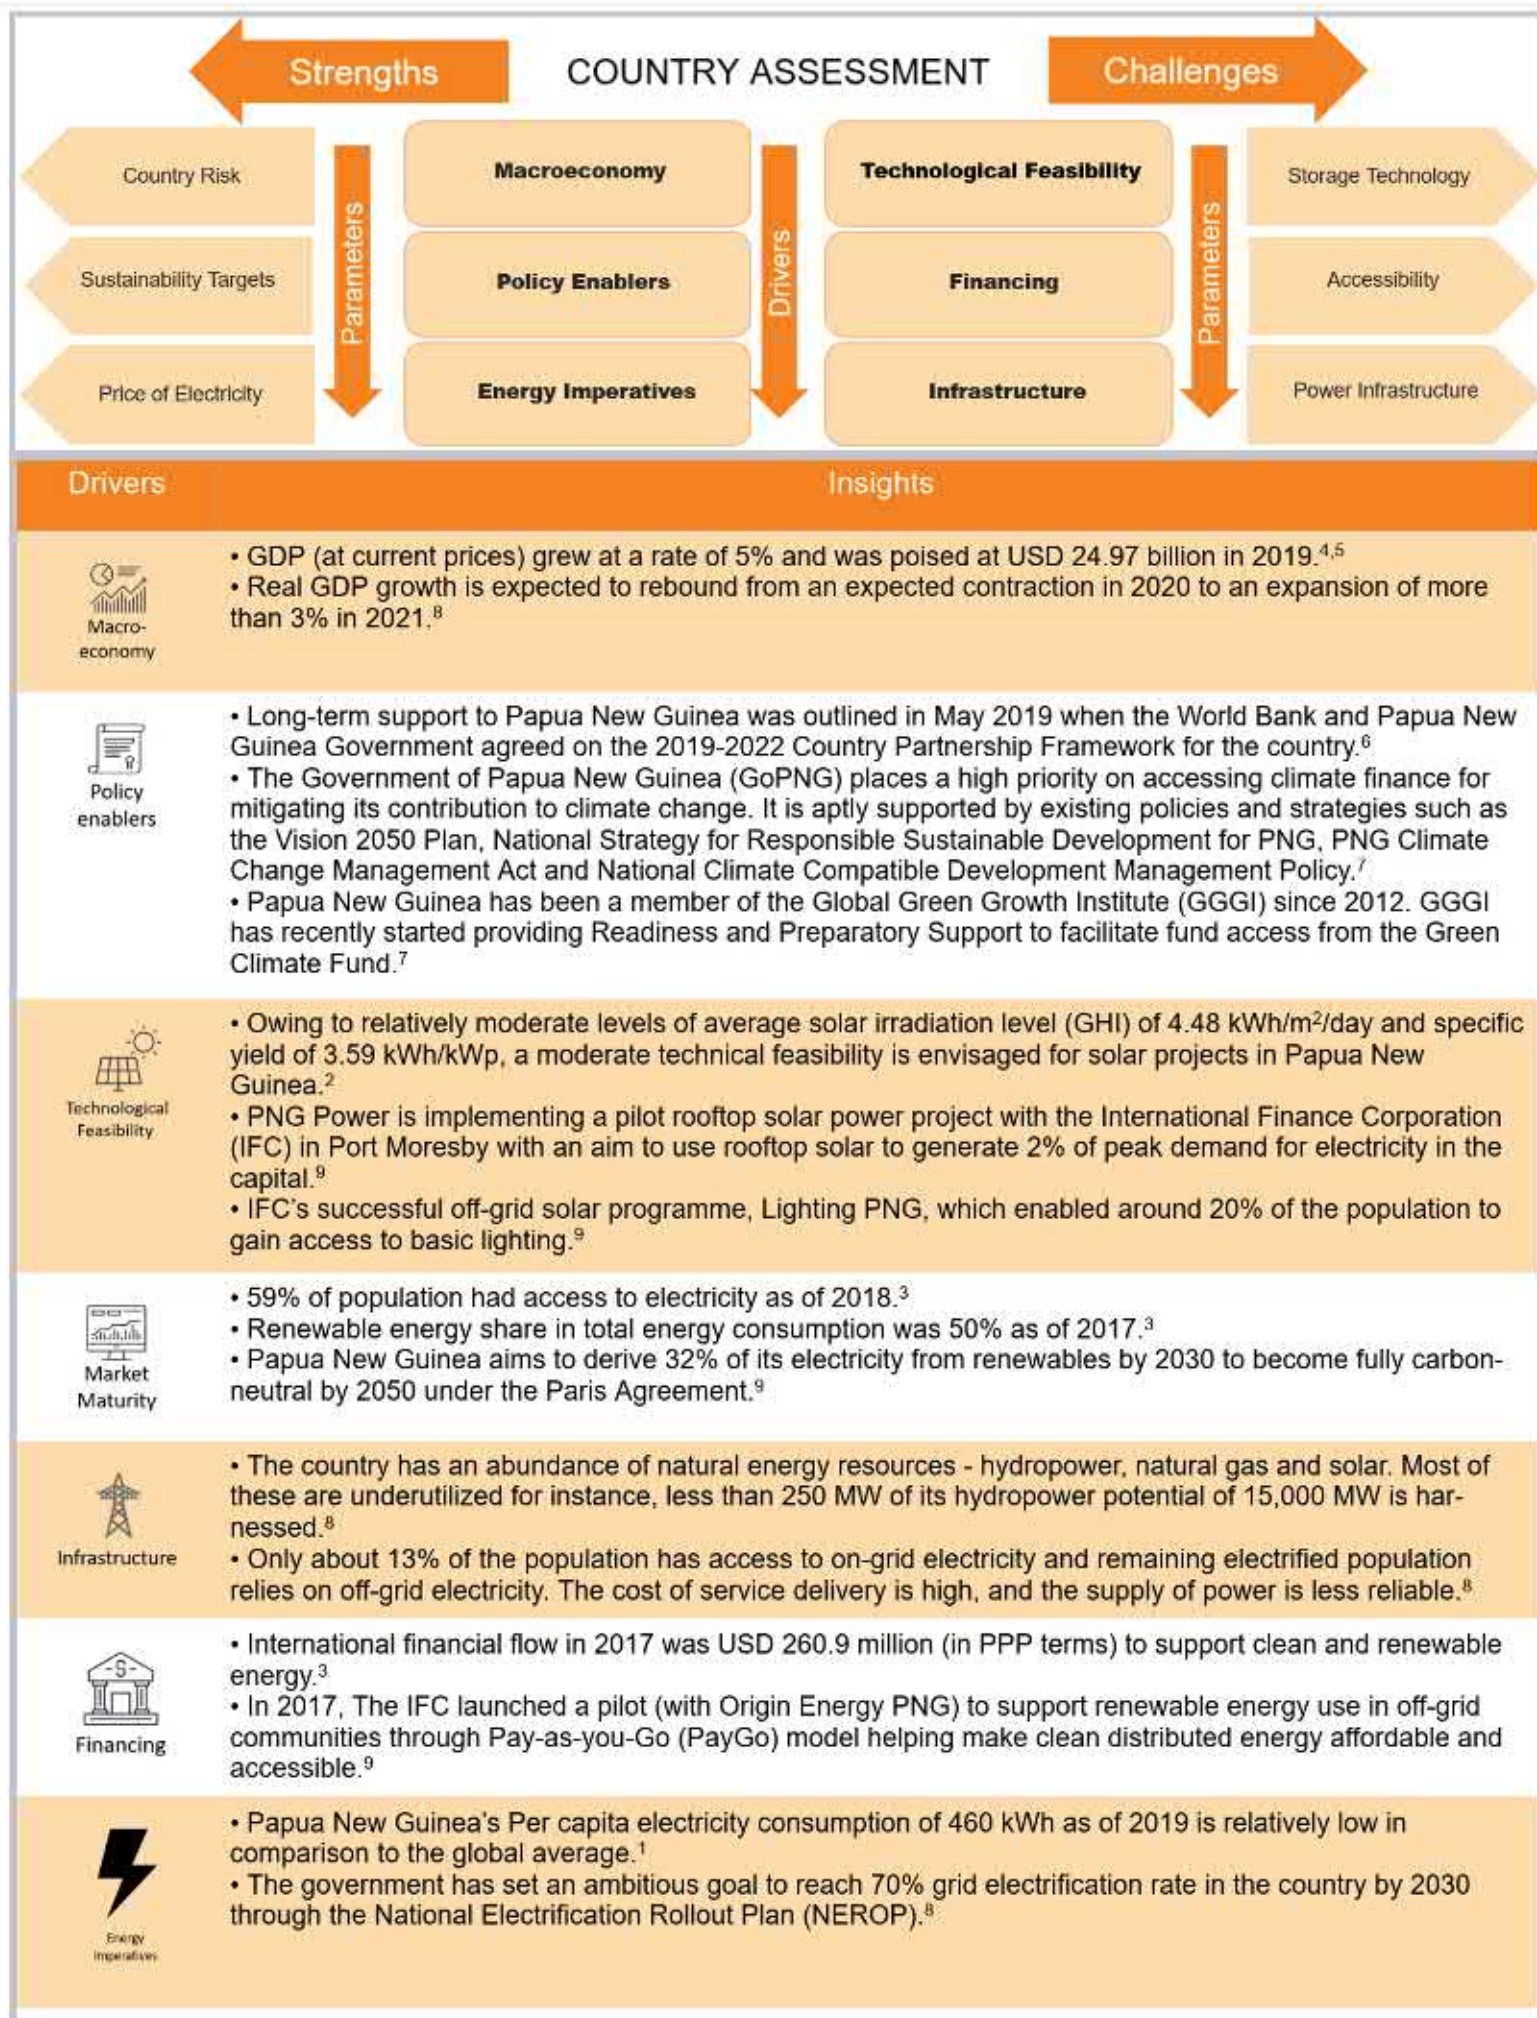 Strengths
COUNTRY ASSESSMENT
Challenges
Country Risk
Macroeconomy
Technological Feasibility
Storage Technology
Parameters
Drivers
Parameters
Sustainability Targets
Policy Enablers
Financing
Accessibility
Price of Electricity
Energy Imperatives
Infrastructure
Power Infrastructure
Drivers
Insights
Macro-
economy
• GDP (at current prices) grew at a rate of 5% and was poised at USD 24.97 billion in 2019.⁴,⁵
• Real GDP growth is expected to rebound from an expected contraction in 2020 to an expansion of more
than 3% in 2021.⁸
Policy
enablers
• Long-term support to Papua New Guinea was outlined in May 2019 when the World Bank and Papua New
Guinea Government agreed on the 2019-2022 Country Partnership Framework for the country.⁶
• The Government of Papua New Guinea (GoPNG) places a high priority on accessing climate finance for
mitigating its contribution to climate change. It is aptly supported by existing policies and strategies such as
the Vision 2050 Plan, National Strategy for Responsible Sustainable Development for PNG, PNG Climate
Change Management Act and National Climate Compatible Development Management Policy.⁷
• Papua New Guinea has been a member of the Global Green Growth Institute (GGGI) since 2012. GGGI
has recently started providing Readiness and Preparatory Support to facilitate fund access from the Green
Climate Fund.⁷
Technological
Feasibility
• Owing to relatively moderate levels of average solar irradiation level (GHI) of 4.48 kWh/m²/day and specific
yield of 3.59 kWh/kWp, a moderate technical feasibility is envisaged for solar projects in Papua New
Guinea.²
• PNG Power is implementing a pilot rooftop solar power project with the International Finance Corporation
(IFC) in Port Moresby with an aim to use rooftop solar to generate 2% of peak demand for electricity in the
capital.⁹
• IFC's successful off-grid solar programme, Lighting PNG, which enabled around 20% of the population to
gain access to basic lighting.⁹
Market
Maturity
• 59% of population had access to electricity as of 2018.³
• Renewable energy share in total energy consumption was 50% as of 2017.³
• Papua New Guinea aims to derive 32% of its electricity from renewables by 2030 to become fully carbon-
neutral by 2050 under the Paris Agreement.⁹
Infrastructure
• The country has an abundance of natural energy resources - hydropower, natural gas and solar. Most of
these are underutilized for instance, less than 250 MW of its hydropower potential of 15,000 MW is har-
nessed.⁸
• Only about 13% of the population has access to on-grid electricity and remaining electrified population
relies on off-grid electricity. The cost of service delivery is high, and the supply of power is less reliable.⁸
-$-
Financing
• International financial flow in 2017 was USD 260.9 million (in PPP terms) to support clean and renewable
energy.³
• In 2017, The IFC launched a pilot (with Origin Energy PNG) to support renewable energy use in off-grid
communities through Pay-as-you-Go (PayGo) model helping make clean distributed energy affordable and
accessible.⁹
Energy
Imperatives
• Papua New Guinea's Per capita electricity consumption of 460 kWh as of 2019 is relatively low in
comparison to the global average.¹
• The government has set an ambitious goal to reach 70% grid electrification rate in the country by 2030
through the National Electrification Rollout Plan (NEROP).⁸